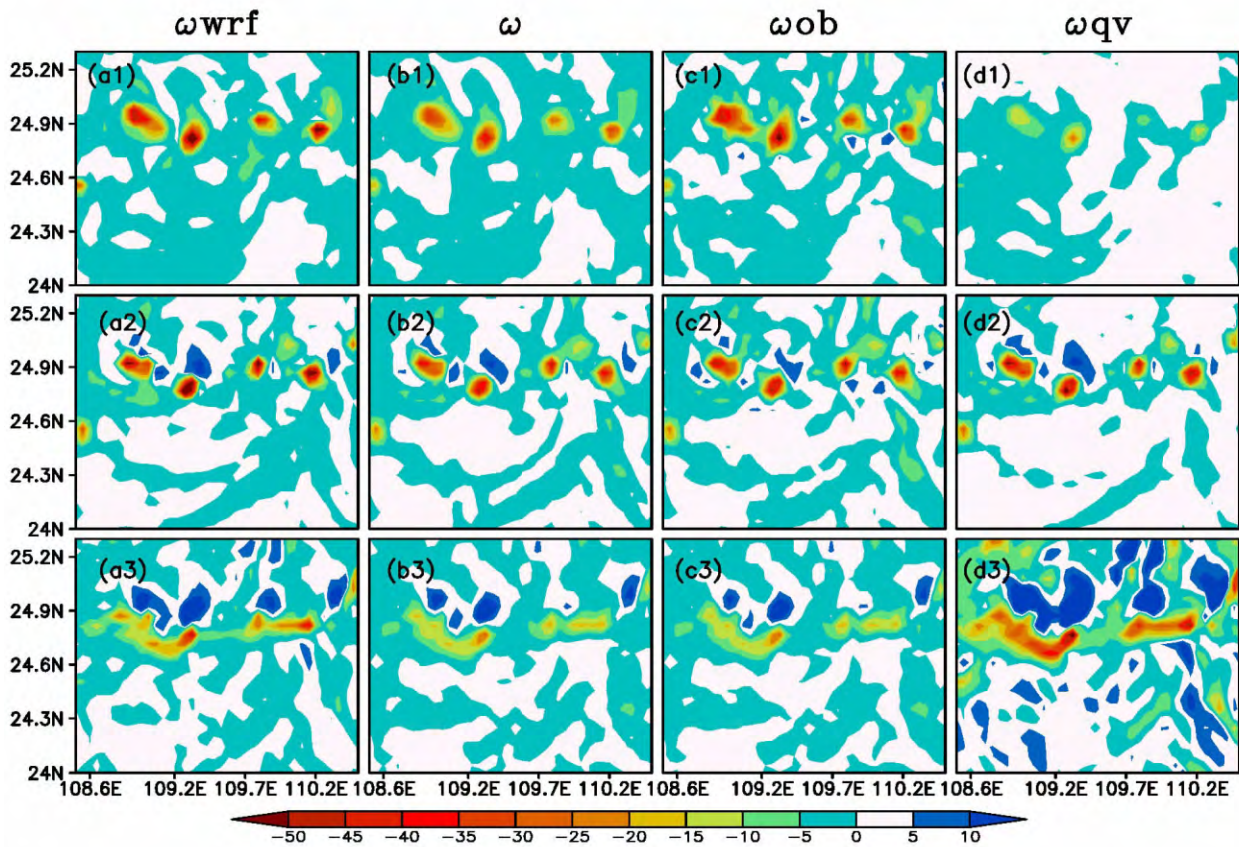 ωwrf ω ωob ωqv
25.2N (a1) (b1) (c1) (d1)
24.9N
24.6N
24.3N
24N
25.2N (a2) (b2) (c2) (d2)
24.9N
24.6N
24.3N
24N
25.2N (a3) (b3) (c3) (d3)
24.9N
24.6N
24.3N
24N
108.6E 109.2E 109.7E 110.2E 108.6E 109.2E 109.7E 110.2E 108.6E 109.2E 109.7E 110.2E 108.6E 109.2E 109.7E 110.2E
−50 −45 −40 −35 −30 −25 −20 −15 −10 −5 0 5 10